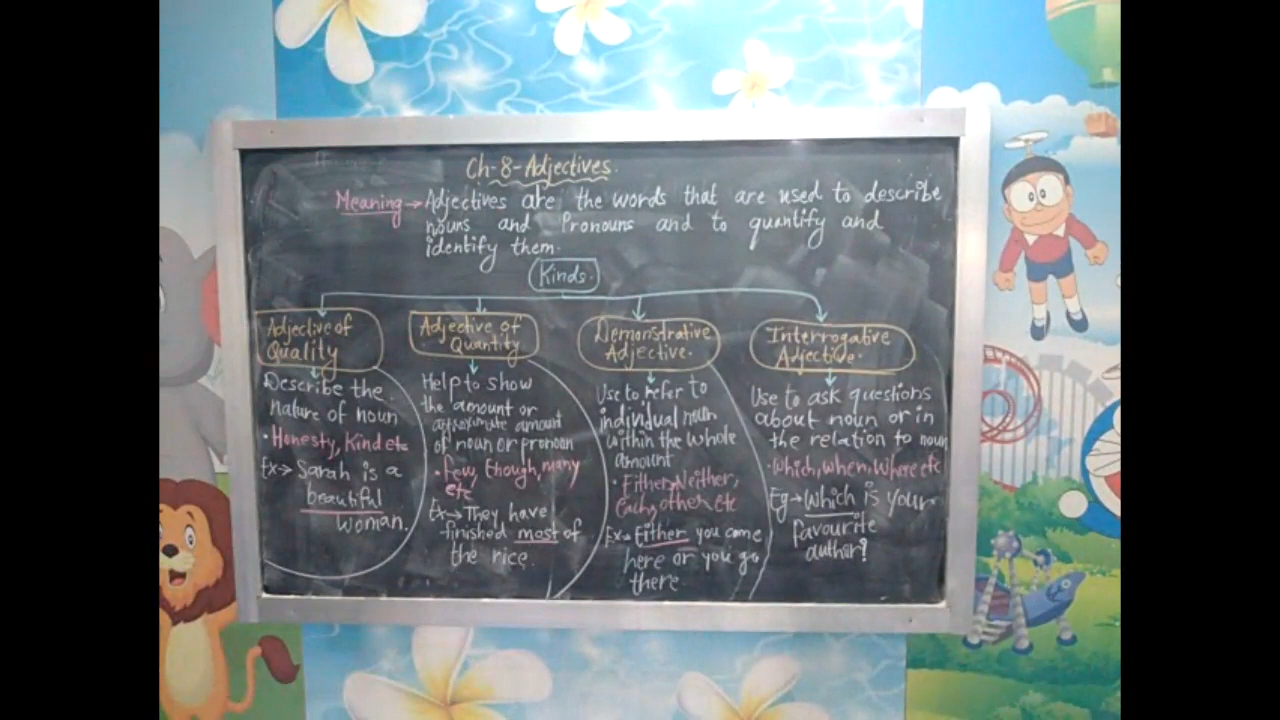 Ch-8-Adjectives.
Meaning→Adjectives are the words that are used to describe
nouns and Pronouns and to quantify and
identify them.
Kinds.
Adjective of
Quality
Describe the
nature of noun
• Honesty, Kind etc
Ex→ Sarah is a
beautiful
woman.
Adjective of
Quantity
Help to show
the amount or
approximate amount
of noun or pronoun
• Few, Enough, many
etc
Ex→They have
finished most of
the rice.
Demonstrative
Adjective.
Use to refer to
individual noun
within the whole
amount
• Either, Neither,
Each, other etc
Ex→ Either you come
here or you go
there.
Interrogative
Adjective.
Use to ask questions
about noun or in
the relation to noun
• Which, when, Where etc
Eg→Which is your
favourite
author?